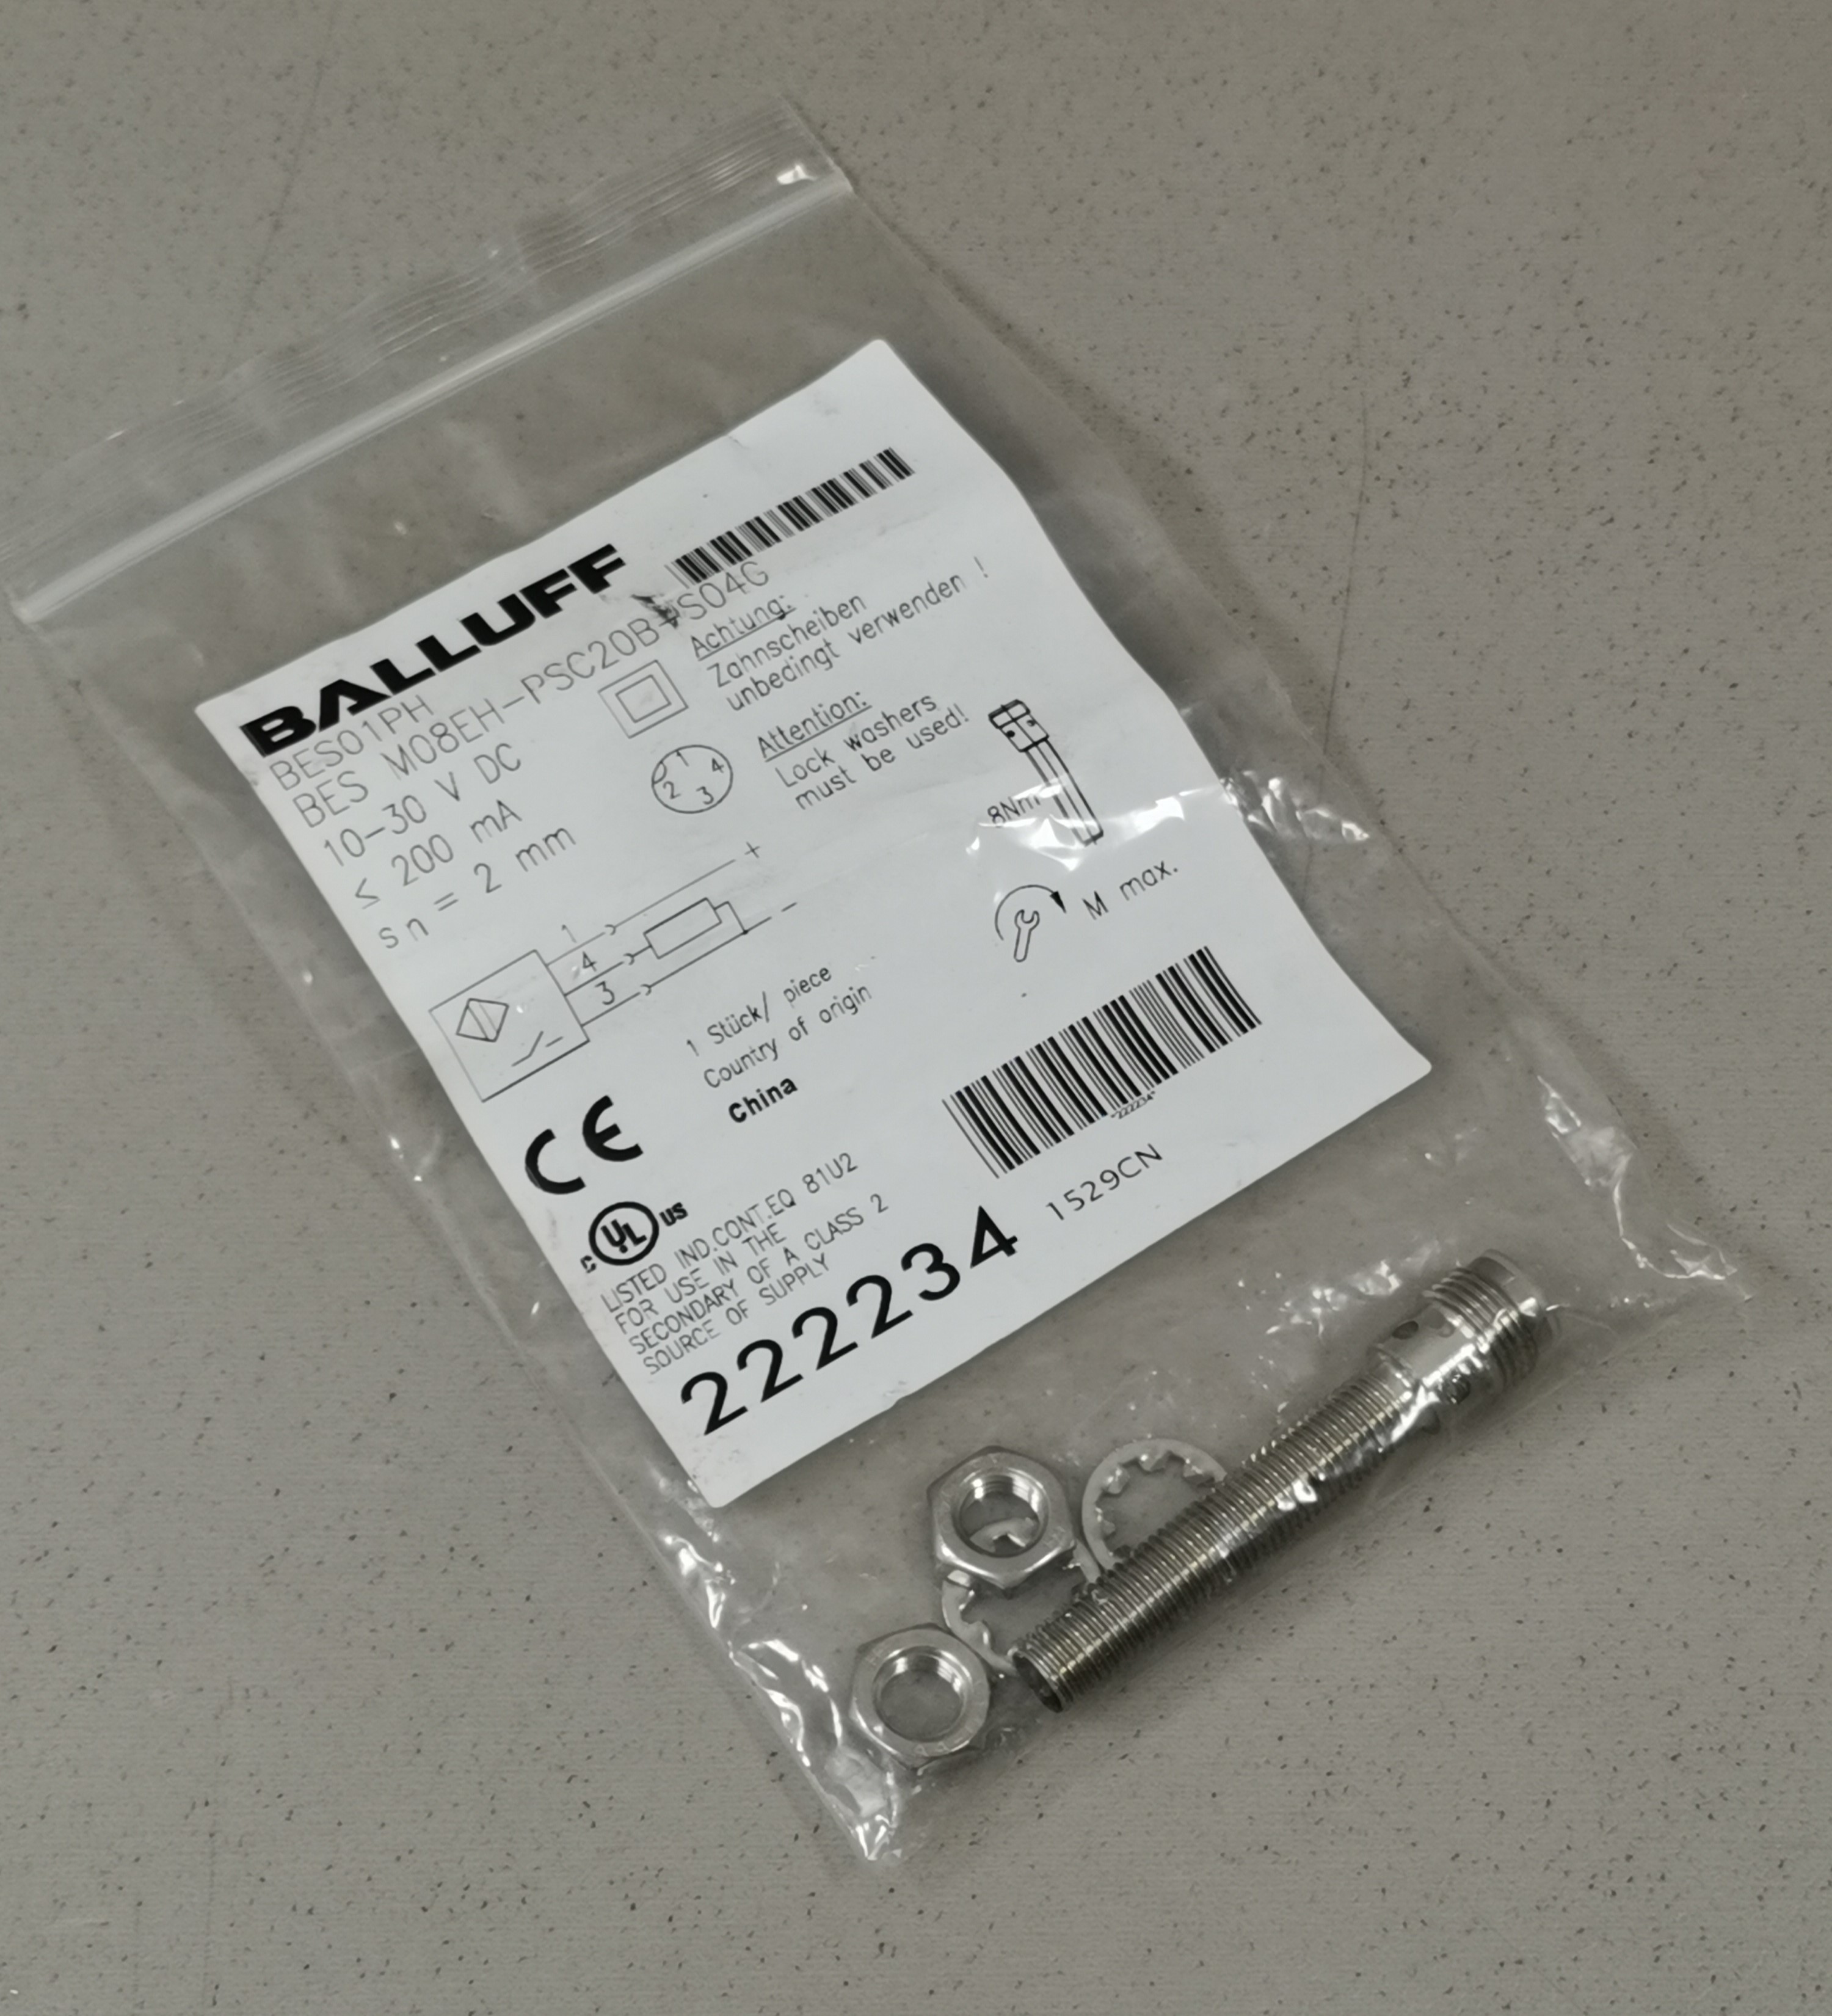 BALLUFF
BES01PH
BES M08EH-PSC20B-S04G
10-30 V DC
≤ 200 mA
sn = 2 mm
Achtung:
Zahnscheiben
unbedingt verwenden !
Attention:
Lock washers
must be used!
1
2
3
4
8Nm
M max.
1
+
4
3
-
1 Stück/ piece
Country of origin
China
CE
c UL us
LISTED IND.CONT.EQ 81U2
FOR USE IN THE
SECONDARY OF A CLASS 2
SOURCE OF SUPPLY
222234
*222234*
1529CN